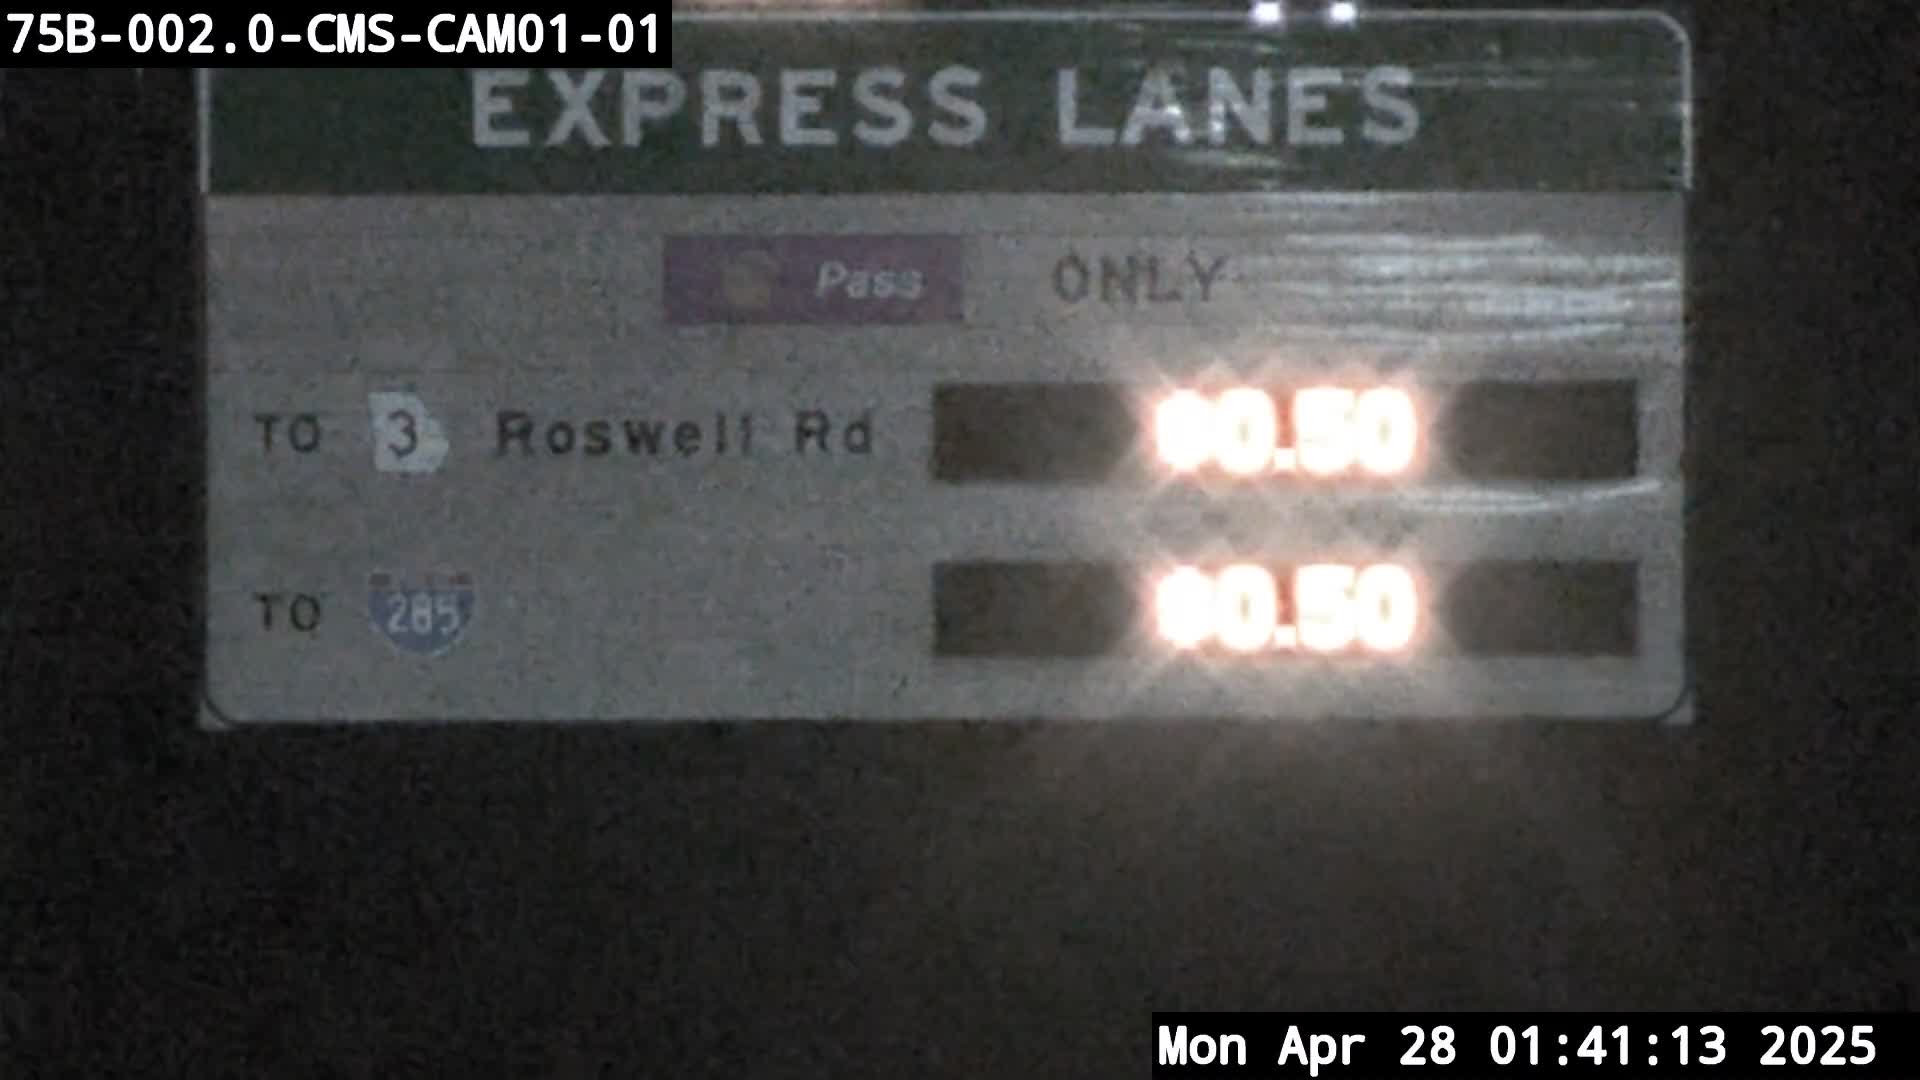 75B-002.0-CMS-CAM01-01
EXPRESS LANES
Pass ONLY
TO 3 Roswell Rd $0.50
TO 285 $0.50
Mon Apr 28 01:41:13 2025